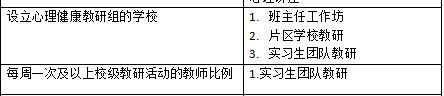 设立心理健康教研组的学校
1. 班主任工作坊
2. 片区学校教研
3. 实习生团队教研
每周一次及以上校级教研活动的教师比例
1.实习生团队教研